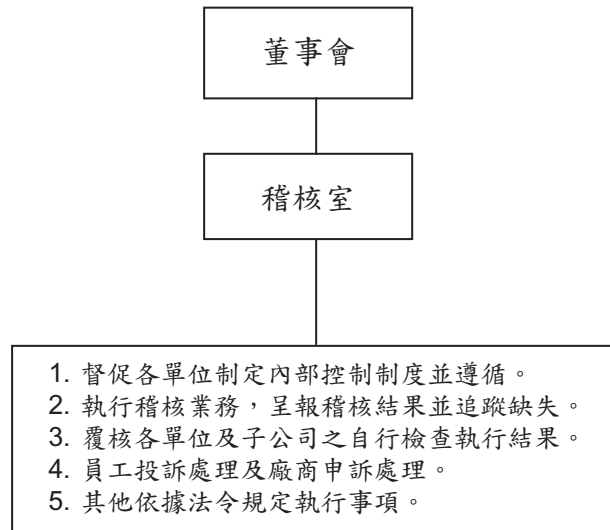 董事會
稽核室
1. 督促各單位制定內部控制制度並遵循。
2. 執行稽核業務，呈報稽核結果並追蹤缺失。
3. 覆核各單位及子公司之自行檢查執行結果。
4. 員工投訴處理及廠商申訴處理。
5. 其他依據法令規定執行事項。